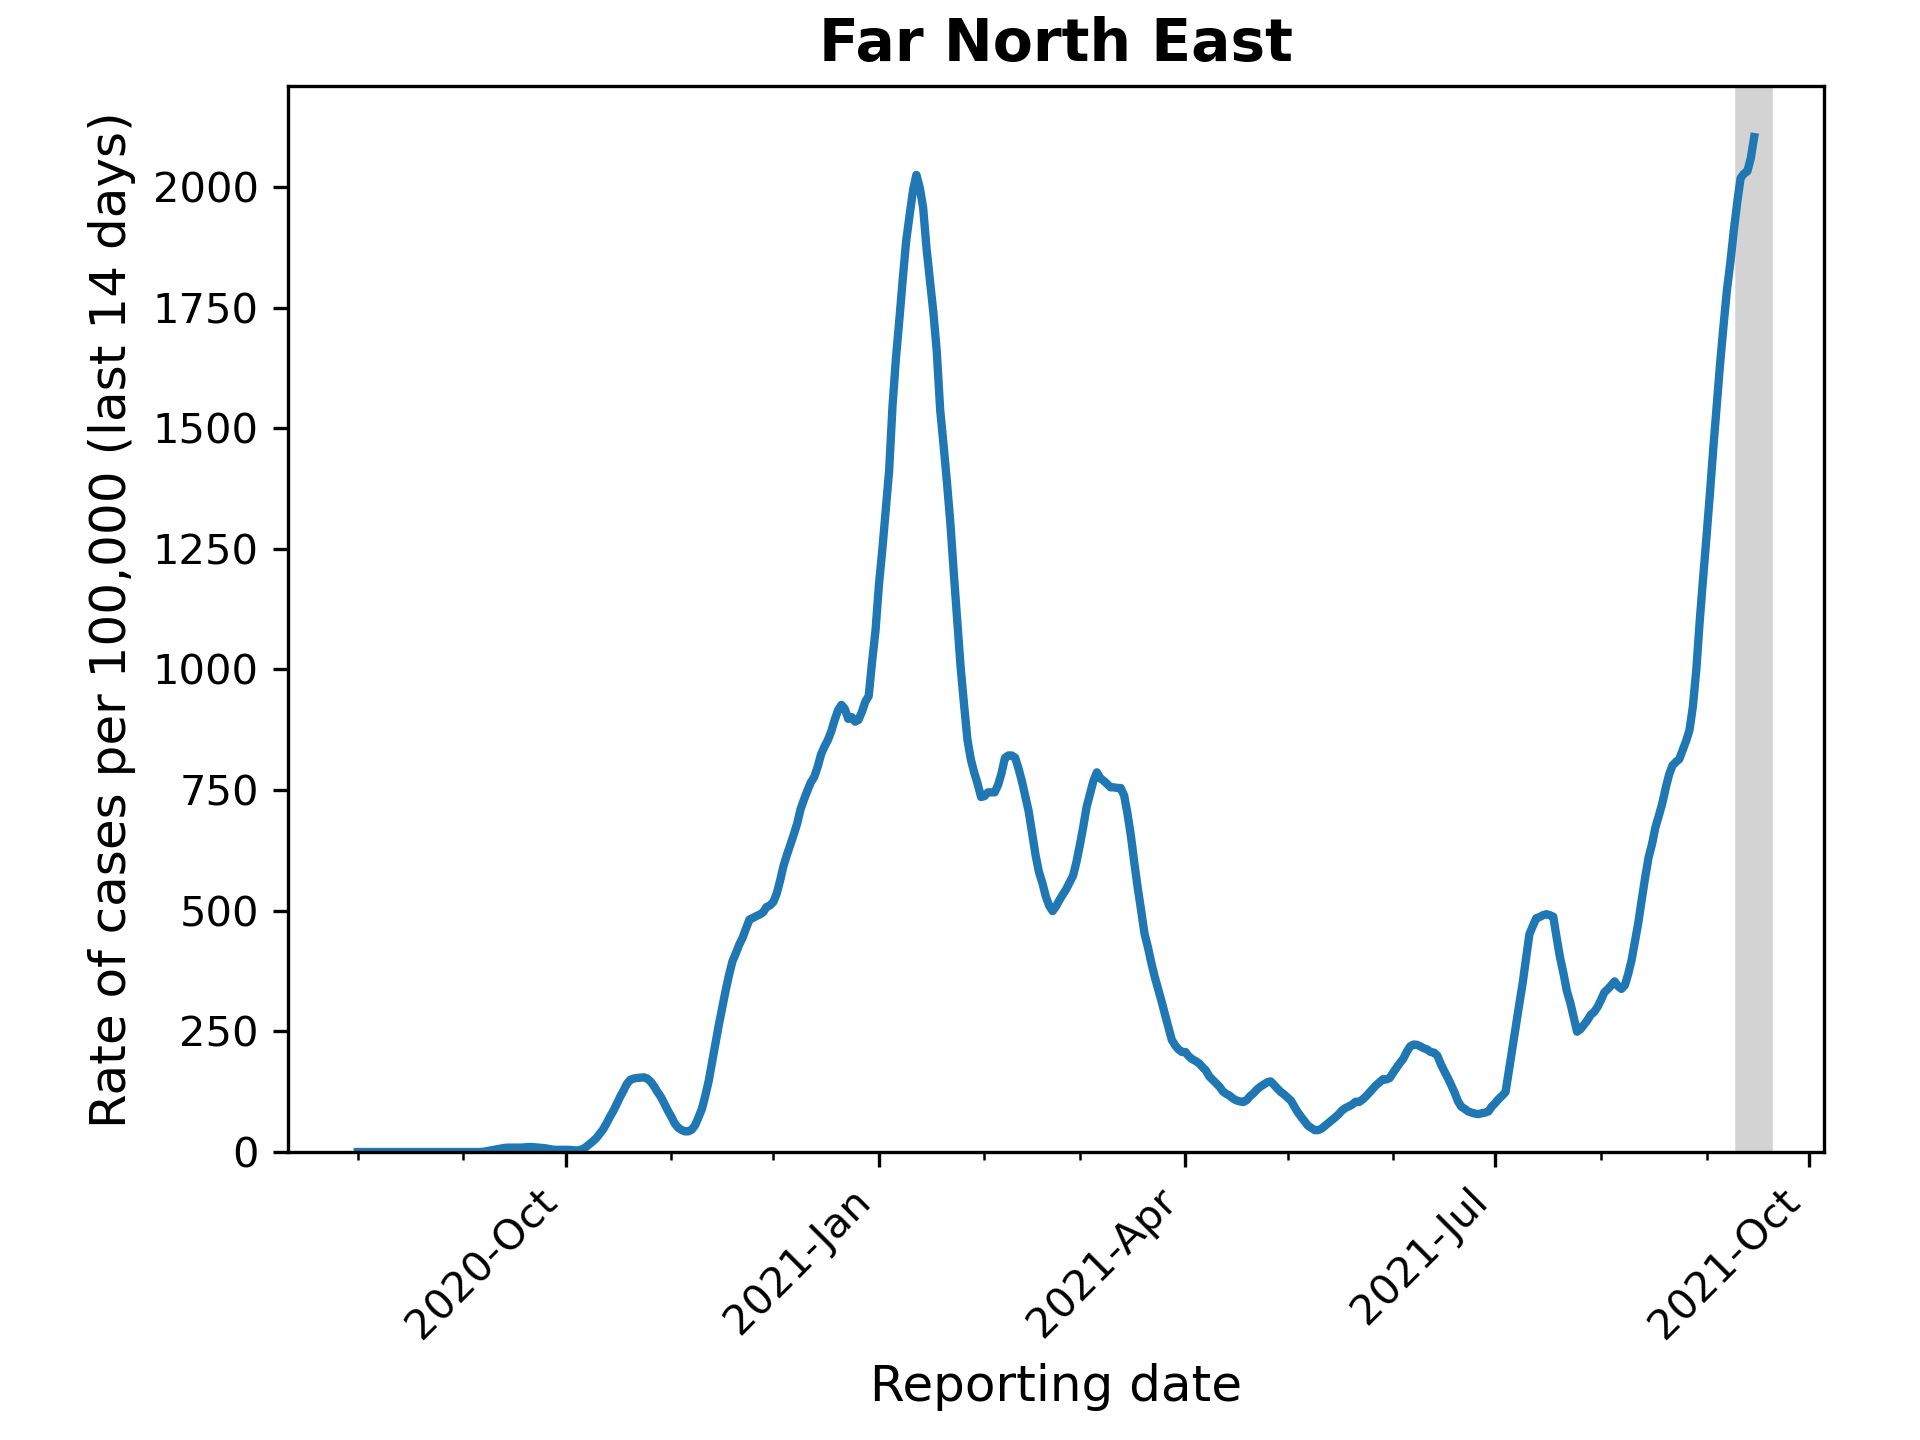 Far North East
Rate of cases per 100,000 (last 14 days)
2000
1750
1500
1250
1000
750
500
250
0
2020-Oct
2021-Jan
2021-Apr
2021-Jul
2021-Oct
Reporting date